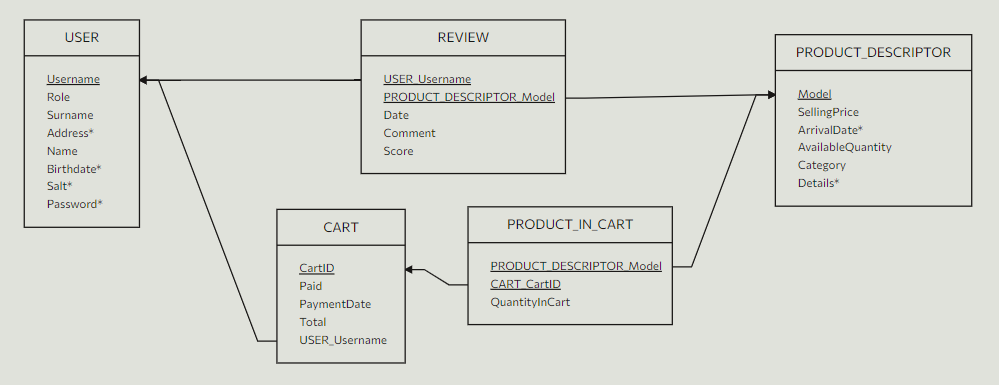 USER
Username
Role
Surname
Address*
Name
Birthdate*
Salt*
Password*
REVIEW
USER_Username
PRODUCT_DESCRIPTOR_Model
Date
Comment
Score
PRODUCT_DESCRIPTOR
Model
SellingPrice
ArrivalDate*
AvailableQuantity
Category
Details*
CART
CartID
Paid
PaymentDate
Total
USER_Username
PRODUCT_IN_CART
PRODUCT_DESCRIPTOR_Model
CART_CartID
QuantityInCart